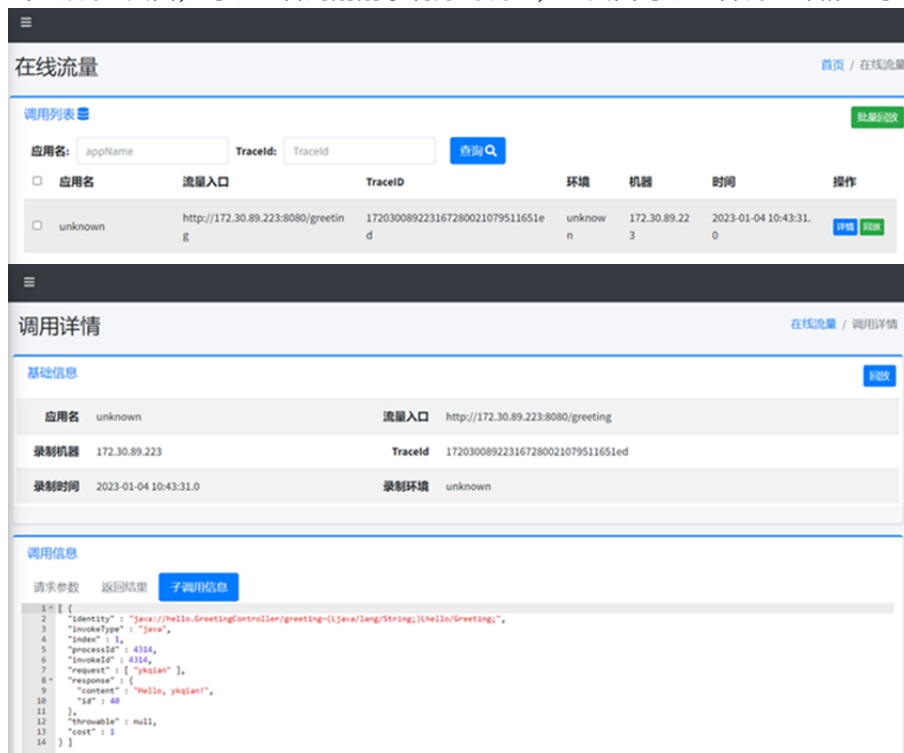 在线流量
首页 / 在线流量
调用列表
批量回放
应用名: appName TraceId: TraceId 查询
应用名 流量入口 TraceID 环境 机器 时间 操作
unknown http://172.30.89.223:8080/greetin 172030089223167280021079511651e unknow 172.30.89.22 2023-01-04 10:43:31. 详情 回放
g d n 3 0
调用详情
在线流量 / 调用详情
基础信息
回放
应用名 unknown 流量入口 http://172.30.89.223:8080/greeting
录制机器 172.30.89.223 TraceId 172030089223167280021079511651ed
录制时间 2023-01-04 10:43:31.0 录制环境 unknown
调用信息
请求参数 返回结果 子调用信息
1 [ {
2 "identity" : "java://hello.GreetingController/greeting~(Ljava/lang/String;)Lhello/Greeting;",
3 "invokeType" : "java",
4 "index" : 1,
5 "processId" : 4314,
6 "invokeId" : 4314,
7 "request" : [ "ykqian" ],
8 "response" : {
9 "content" : "Hello, ykqian!",
10 "id" : 40
11 },
12 "throwable" : null,
13 "cost" : 1
14 } ]